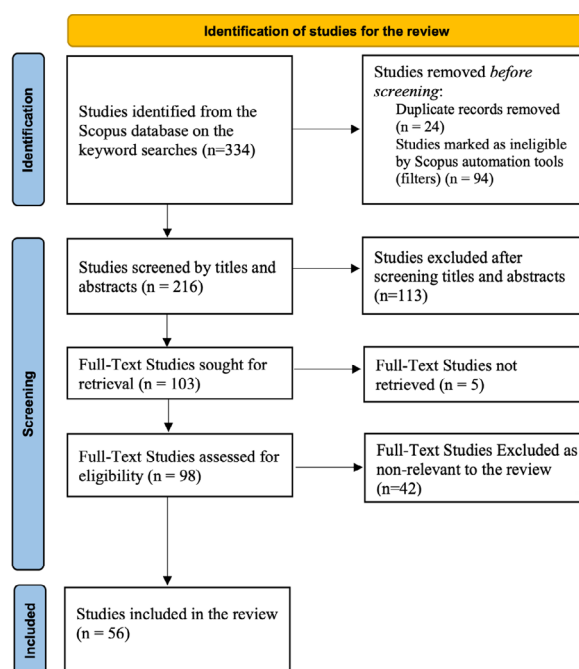 Identification of studies for the review
Identification
Studies identified from the
Scopus database on the
keyword searches (n=334)
Studies removed before
screening:
Duplicate records removed
(n = 24)
Studies marked as ineligible
by Scopus automation tools
(filters) (n = 94)
Screening
Studies screened by titles and
abstracts (n = 216)
Studies excluded after
screening titles and abstracts
(n=113)
Full-Text Studies sought for
retrieval (n = 103)
Full-Text Studies not
retrieved (n = 5)
Full-Text Studies assessed for
eligibility (n = 98)
Full-Text Studies Excluded as
non-relevant to the review
(n=42)
Included
Studies included in the review
(n = 56)